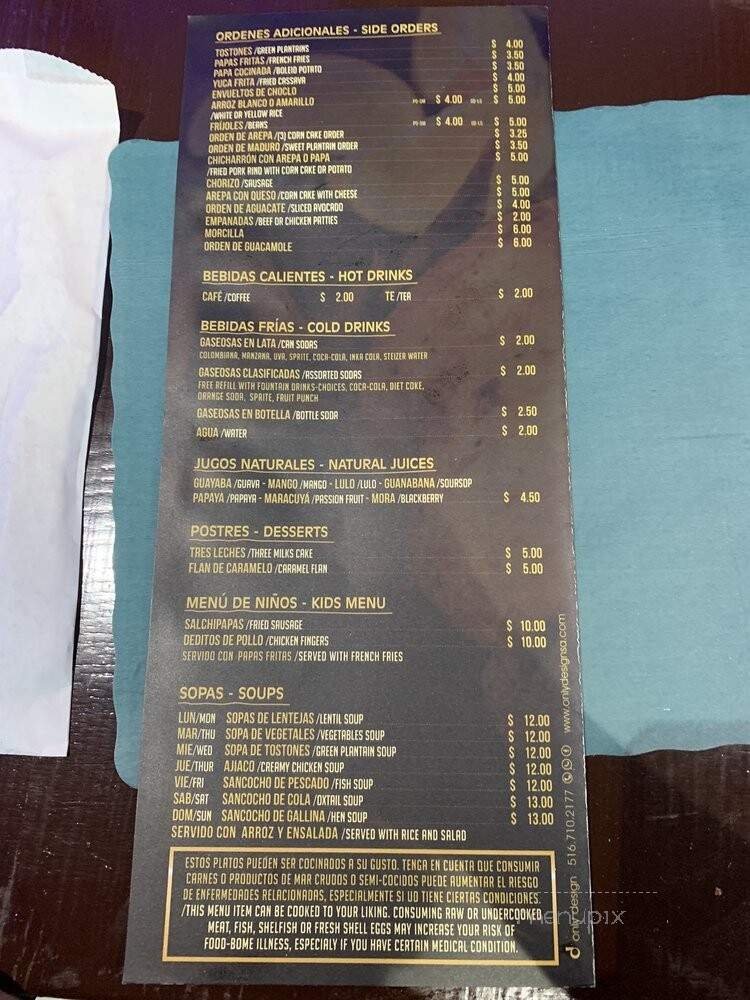 ORDENES ADICIONALES - SIDE ORDERS
TOSTONES /GREEN PLANTAINS $ 4.00
PAPAS FRITAS /FRENCH FRIES $ 3.50
PAPA COCINADA /BOLEID POTATO $ 3.50
YUCA FRITA /FRIED CASSAVA $ 4.00
ENVUELTOS DE CHOCLO $ 5.00
ARROZ BLANCO O AMARILLO PQ-SM $ 4.00 GD-LG $ 5.00
/WHITE OR YELLOW RICE
FRÍJOLES /BEANS PQ-SM $ 4.00 GD-LG $ 5.00
ORDEN DE AREPA /(3) CORN CAKE ORDER $ 3.25
ORDEN DE MADURO /SWEET PLANTAIN ORDER $ 3.50
CHICHARRÓN CON AREPA O PAPA $ 5.00
/FRIED PORK RIND WITH CORN CAKE OR POTATO
CHORIZO /SAUSAGE $ 5.00
AREPA CON QUESO /CORN CAKE WITH CHEESE $ 5.00
ORDEN DE AGUACATE /SLICED AVOCADO $ 4.00
EMPANADAS /BEEF OR CHICKEN PATTIES $ 2.00
MORCILLA $ 6.00
ORDEN DE GUACAMOLE $ 6.00
BEBIDAS CALIENTES - HOT DRINKS
CAFÉ /COFFEE $ 2.00 TE /TEA $ 2.00
BEBIDAS FRÍAS - COLD DRINKS
GASEOSAS EN LATA /CAN SODAS $ 2.00
COLOMBIANA, MANZANA, UVA, SPRITE, COCA-COLA, INKA COLA, STEIZER WATER
GASEOSAS CLASIFICADAS /ASSORTED SODAS $ 2.00
FREE REFILL WITH FOUNTAIN DRINKS-CHOICES, COCA-COLA, DIET COKE,
ORANGE SODA, SPRITE, FRUIT PUNCH
GASEOSAS EN BOTELLA /BOTTLE SODA $ 2.50
AGUA /WATER $ 2.00
JUGOS NATURALES - NATURAL JUICES
GUAYABA /GUAVA - MANGO /MANGO - LULO /LULO - GUANABANA /SOURSOP
PAPAYA /PAPAYA - MARACUYÁ /PASSION FRUIT - MORA /BLACKBERRY $ 4.50
POSTRES - DESSERTS
TRES LECHES /THREE MILKS CAKE $ 5.00
FLAN DE CARAMELO /CARAMEL FLAN $ 5.00
MENÚ DE NIÑOS - KIDS MENU
SALCHIPAPAS /FRIED SAUSAGE $ 10.00
DEDITOS DE POLLO /CHICKEN FINGERS $ 10.00
SERVIDO CON PAPAS FRITAS /SERVED WITH FRENCH FRIES
SOPAS - SOUPS
LUN/MON SOPAS DE LENTEJAS /LENTIL SOUP $ 12.00
MAR/THU SOPA DE VEGETALES /VEGETABLES SOUP $ 12.00
MIE/WED SOPA DE TOSTONES /GREEN PLANTAIN SOUP $ 12.00
JUE/THUR AJIACO /CREAMY CHICKEN SOUP $ 12.00
VIE/FRI SANCOCHO DE PESCADO /FISH SOUP $ 12.00
SAB/SAT SANCOCHO DE COLA /OXTAIL SOUP $ 13.00
DOM/SUN SANCOCHO DE GALLINA /HEN SOUP $ 13.00
SERVIDO CON ARROZ Y ENSALADA /SERVED WITH RICE AND SALAD
ESTOS PLATOS PUEDEN SER COCINADOS A SU GUSTO. TENGA EN CUENTA QUE CONSUMIR
CARNES O PRODUCTOS DE MAR CRUDOS O SEMI-COCIDOS PUEDE AUMENTAR EL RIESGO
DE ENFERMEDADES RELACIONADAS, ESPECIALMENTE SI UD TIENE CIERTAS CONDICIONES.
/THIS MENU ITEM CAN BE COOKED TO YOUR LIKING. CONSUMING RAW OR UNDERCOOKED
MEAT, FISH, SHELFISH OR FRESH SHELL EGGS MAY INCREASE YOUR RISK OF
FOOD-BOME ILLNESS, ESPECIALY IF YOU HAVE CERTAIN MEDICAL CONDITION.
onlydesign 516.710.2177 www.onlydesignsa.com
menupix